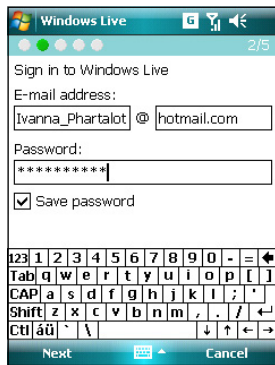 Windows Live G
2/5
Sign in to Windows Live
E-mail address:
Ivanna_Phartalot @ hotmail.com
Password:
**********
Save password
123 1 2 3 4 5 6 7 8 9 0 - =
Tab q w e r t y u i o p [ ]
CAP a s d f g h j k l ; '
Shift z x c v b n m , . /
Ctl áü ` \
Next Cancel